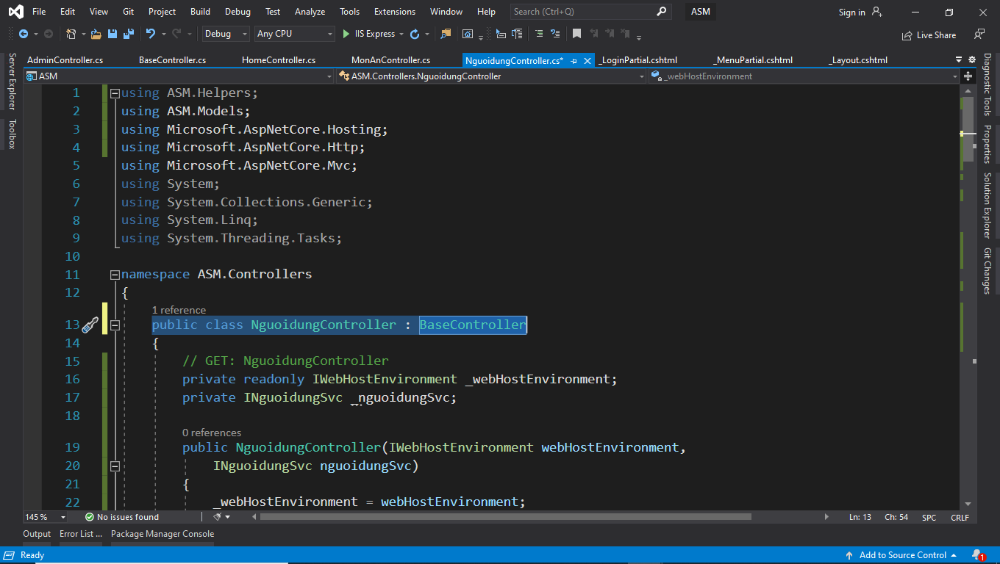 File Edit View Git Project Build Debug Test Analyze Tools Extensions Window Help Search (Ctrl+Q) ASM Sign in
Debug Any CPU IIS Express Live Share
AdminController.cs BaseController.cs HomeController.cs MonAnController.cs NguoidungController.cs* _LoginPartial.cshtml _MenuPartial.cshtml _Layout.cshtml
ASM ASM.Controllers.NguoidungController _webHostEnvironment
Server Explorer
Toolbox
1 using ASM.Helpers;
2 using ASM.Models;
3 using Microsoft.AspNetCore.Hosting;
4 using Microsoft.AspNetCore.Http;
5 using Microsoft.AspNetCore.Mvc;
6 using System;
7 using System.Collections.Generic;
8 using System.Linq;
9 using System.Threading.Tasks;
10
11 namespace ASM.Controllers
12 {
1 reference
13 public class NguoidungController : BaseController
14 {
15 // GET: NguoidungController
16 private readonly IWebHostEnvironment _webHostEnvironment;
17 private INguoidungSvc _nguoidungSvc;
18
0 references
19 public NguoidungController(IWebHostEnvironment webHostEnvironment,
20 INguoidungSvc nguoidungSvc)
21 {
22 _webHostEnvironment = webHostEnvironment;
Diagnostic Tools
Properties
Solution Explorer
Git Changes
145 % No issues found Ln: 13 Ch: 54 SPC CRLF
Output Error List ... Package Manager Console
Ready Add to Source Control 1